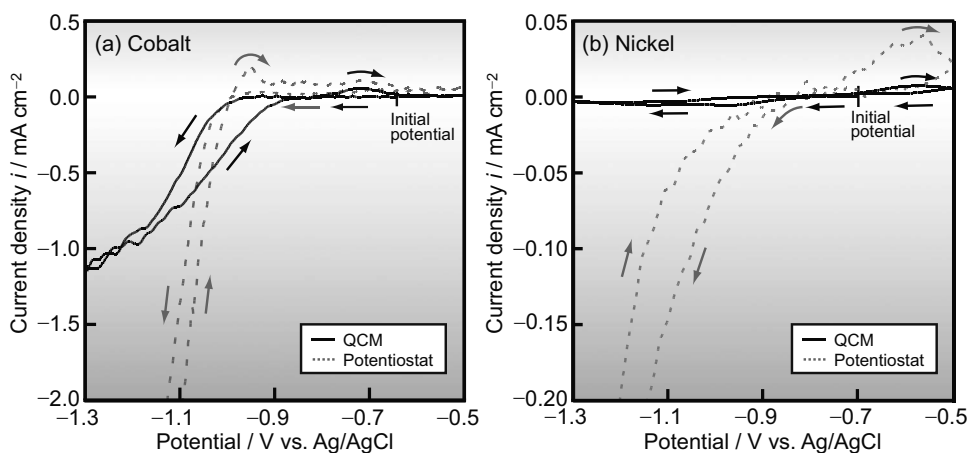 (a) Cobalt
0.5
0.0
−0.5
−1.0
−1.5
−2.0
Current density i / mA cm−2
Initial
potential
QCM
Potentiostat
−1.3
−1.1
−0.9
−0.7
−0.5
Potential / V vs. Ag/AgCl
(b) Nickel
0.05
0.00
−0.05
−0.10
−0.15
−0.20
Current density i / mA cm−2
Initial
potential
QCM
Potentiostat
−1.3
−1.1
−0.9
−0.7
−0.5
Potential / V vs. Ag/AgCl